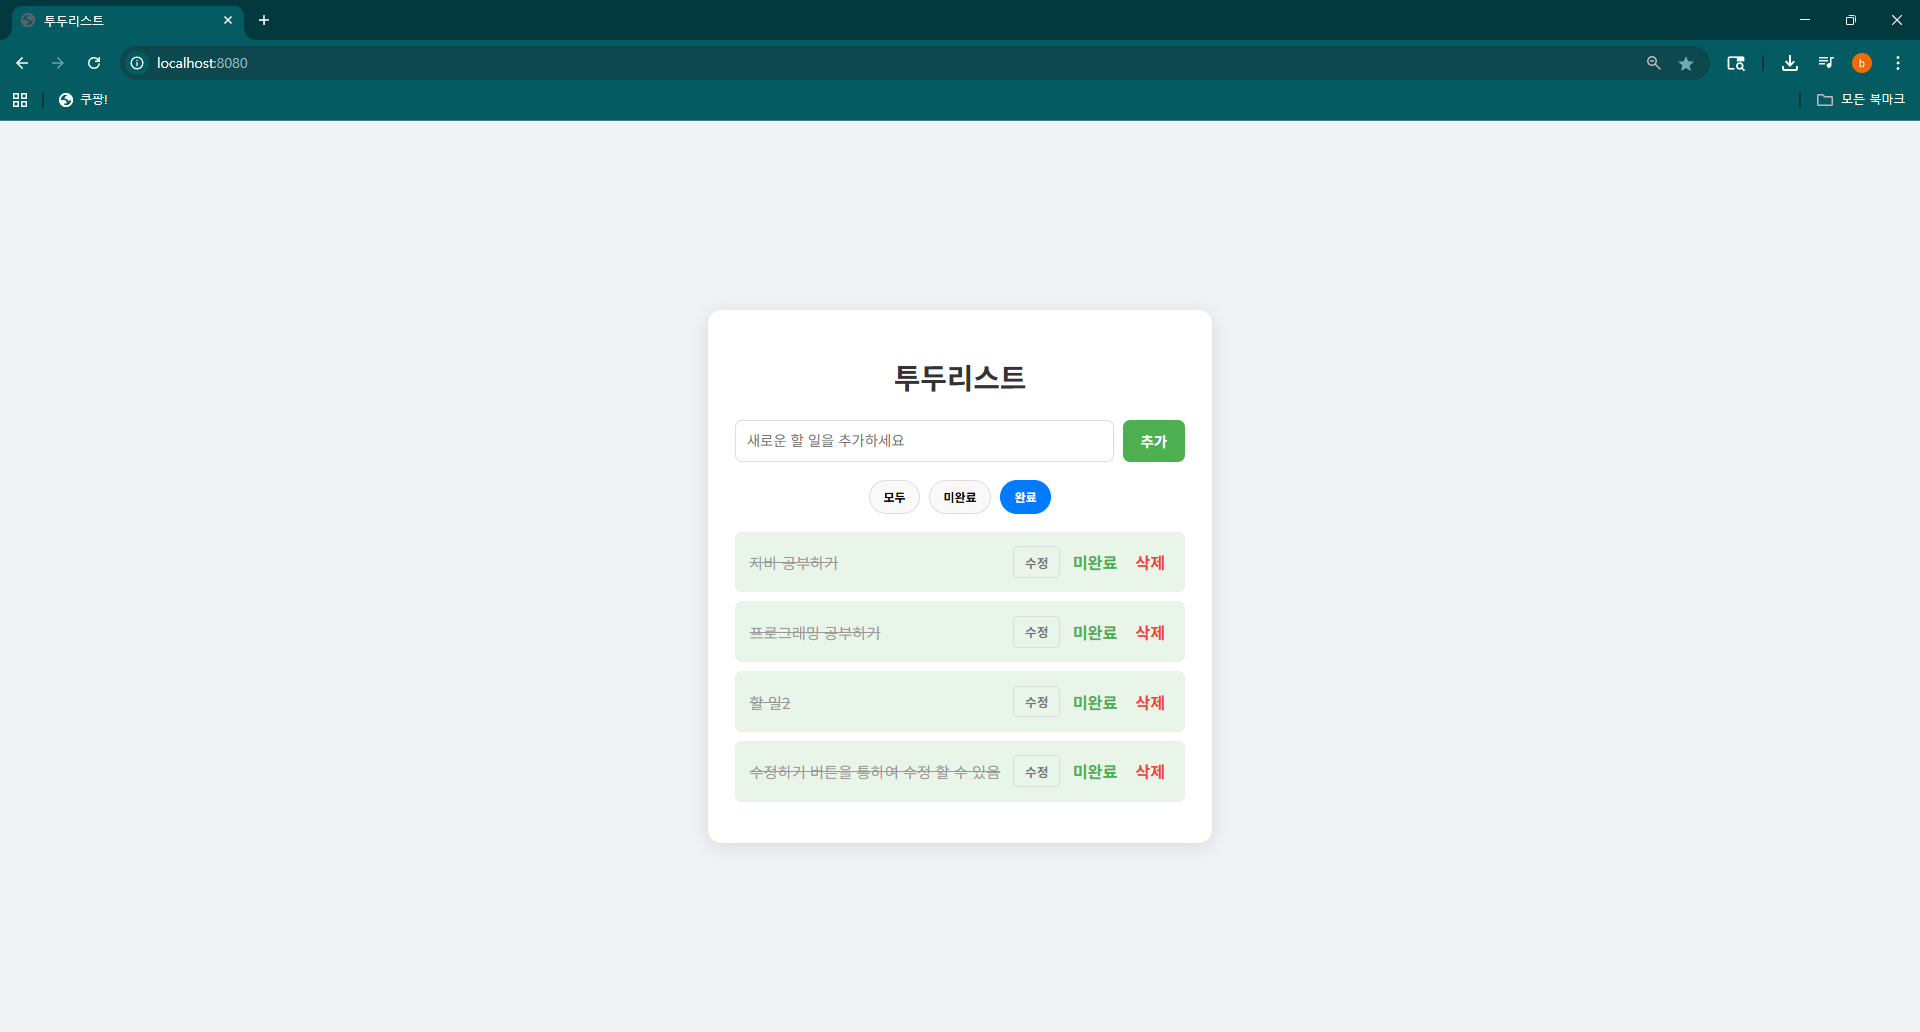 투두리스트
localhost:8080
b
쿠팡!
모든 북마크
투두리스트
새로운 할 일을 추가하세요
추가
모두 미완료 완료
자바 공부하기 수정 미완료 삭제
프로그래밍 공부하기 수정 미완료 삭제
할 일2 수정 미완료 삭제
수정하기 버튼을 통하여 수정 할 수 있음 수정 미완료 삭제